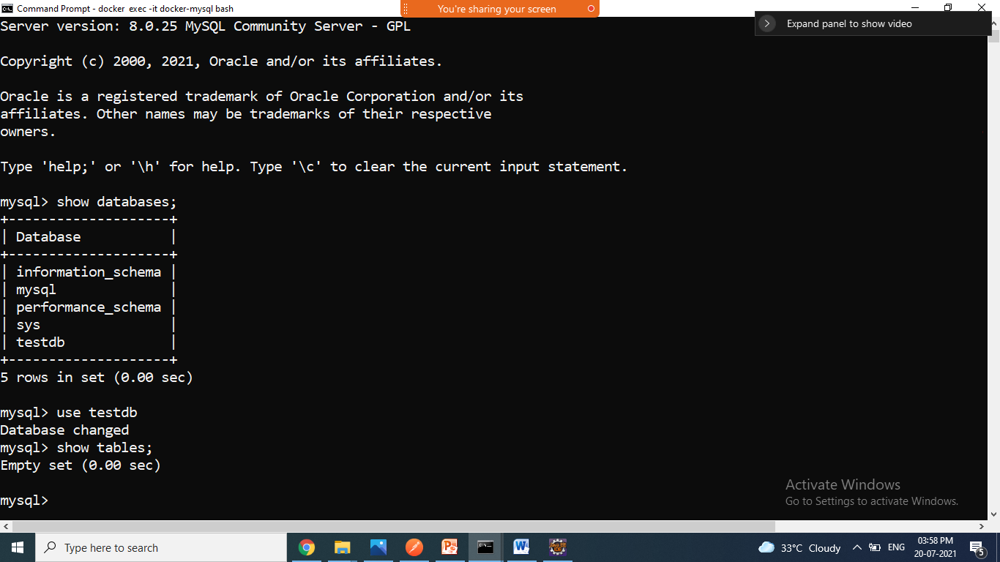 Command Prompt - docker  exec -it docker-mysql bash
You're sharing your screen
Expand panel to show video
Server version: 8.0.25 MySQL Community Server - GPL
Copyright (c) 2000, 2021, Oracle and/or its affiliates.
Oracle is a registered trademark of Oracle Corporation and/or its
affiliates. Other names may be trademarks of their respective
owners.
Type 'help;' or '\h' for help. Type '\c' to clear the current input statement.
mysql> show databases;
+--------------------+
| Database           |
+--------------------+
| information_schema |
| mysql              |
| performance_schema |
| sys                |
| testdb             |
+--------------------+
5 rows in set (0.00 sec)
mysql> use testdb
Database changed
mysql> show tables;
Empty set (0.00 sec)
mysql>
Activate Windows
Go to Settings to activate Windows.
Type here to search
33°C Cloudy
ENG
03:58 PM
20-07-2021
5